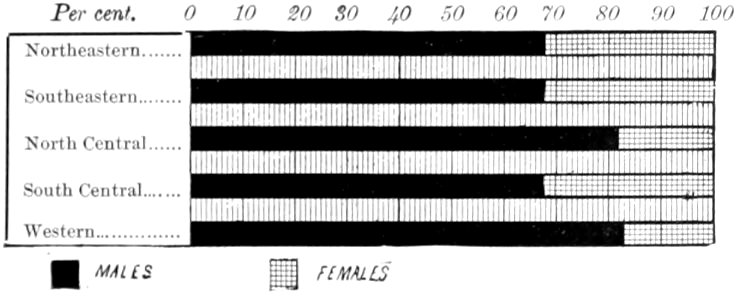 Per cent. 0 10 20 30 40 50 60 70 80 90 100
Northeastern.......
Southeastern........
North Central......
South Central.......
Western...............
MALES FEMALES